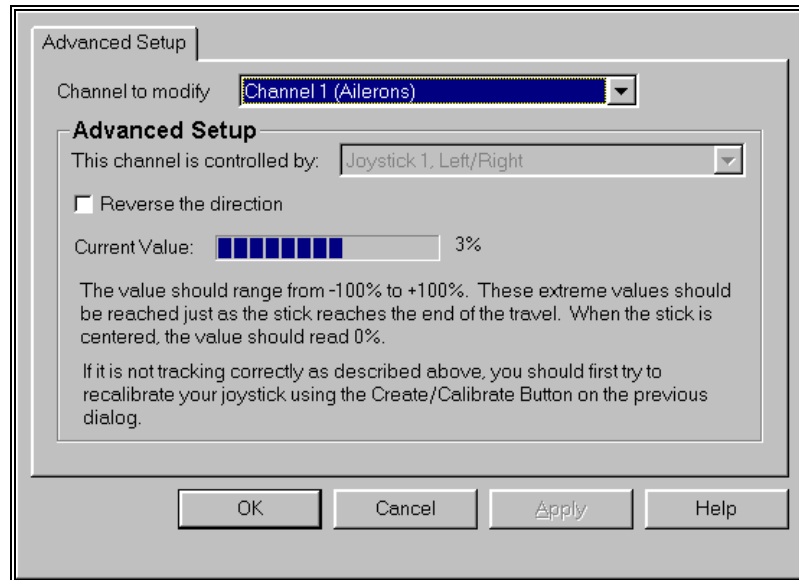 Advanced Setup
Channel to modify Channel 1 (Ailerons)
Advanced Setup
This channel is controlled by: Joystick 1, Left/Right
Reverse the direction
Current Value: 3%
The value should range from -100% to +100%. These extreme values should
be reached just as the stick reaches the end of the travel. When the stick is
centered, the value should read 0%.
If it is not tracking correctly as described above, you should first try to
recalibrate your joystick using the Create/Calibrate Button on the previous
dialog.
OK Cancel Apply Help